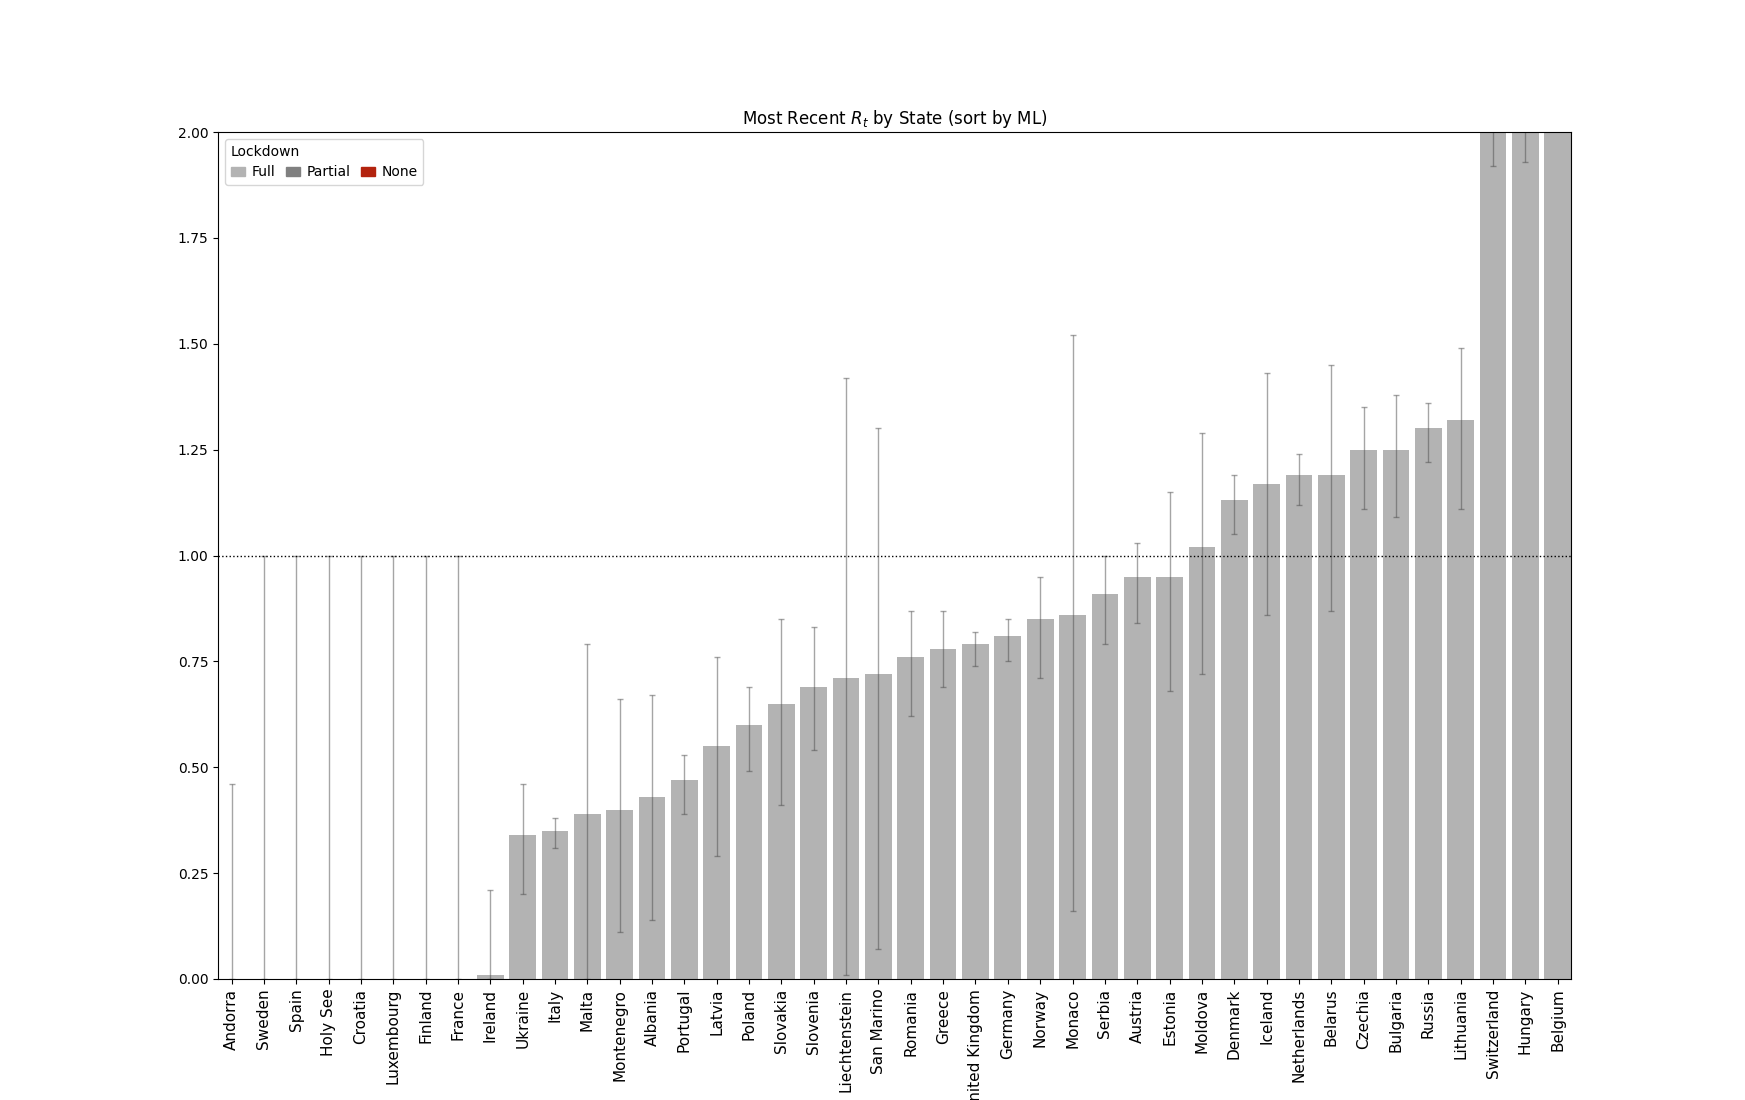 Most Recent Rt by State (sort by ML)
Lockdown
Full Partial None
2.00
1.75
1.50
1.25
1.00
0.75
0.50
0.25
0.00
Andorra
Sweden
Spain
Holy See
Croatia
Luxembourg
Finland
France
Ireland
Ukraine
Italy
Malta
Montenegro
Albania
Portugal
Latvia
Poland
Slovakia
Slovenia
Liechtenstein
San Marino
Romania
Greece
nited Kingdom
Germany
Norway
Monaco
Serbia
Austria
Estonia
Moldova
Denmark
Iceland
Netherlands
Belarus
Czechia
Bulgaria
Russia
Lithuania
Switzerland
Hungary
Belgium